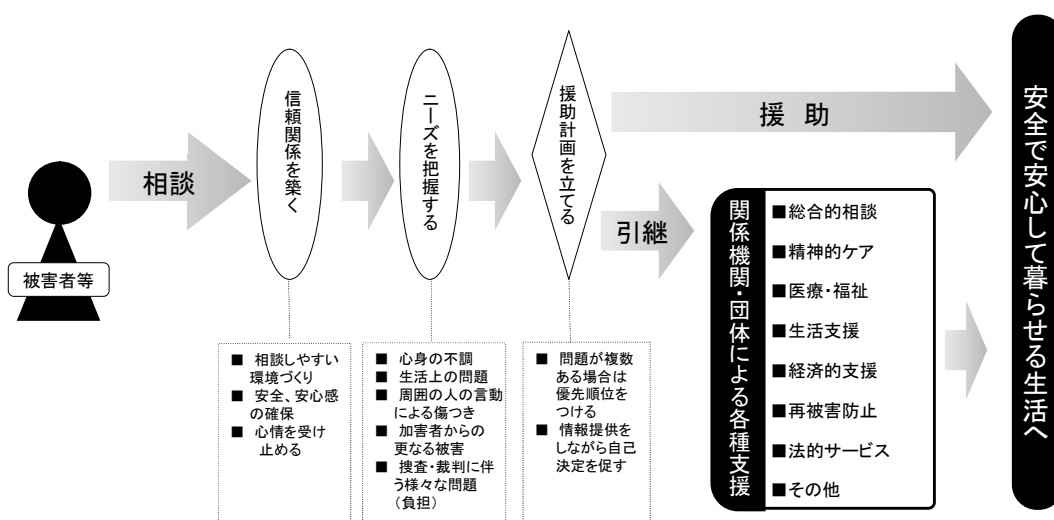 被害者等
相談
信頼関係を築く
ニーズを把握する
援助計画を立てる
援 助
引継
関係機関・団体による各種支援
■総合的相談
■精神的ケア
■医療・福祉
■生活支援
■経済的支援
■再被害防止
■法的サービス
■その他
安全で安心して暮らせる生活へ
■ 相談しやすい
環境づくり
■ 安全、安心感
の確保
■ 心情を受け
止める
■ 心身の不調
■ 生活上の問題
■ 周囲の人の言動
による傷つき
■ 加害者からの
更なる被害
■ 捜査・裁判に伴
う様々な問題
（負担）
■ 問題が複数
ある場合は
優先順位を
つける
■ 情報提供を
しながら自己
決定を促す